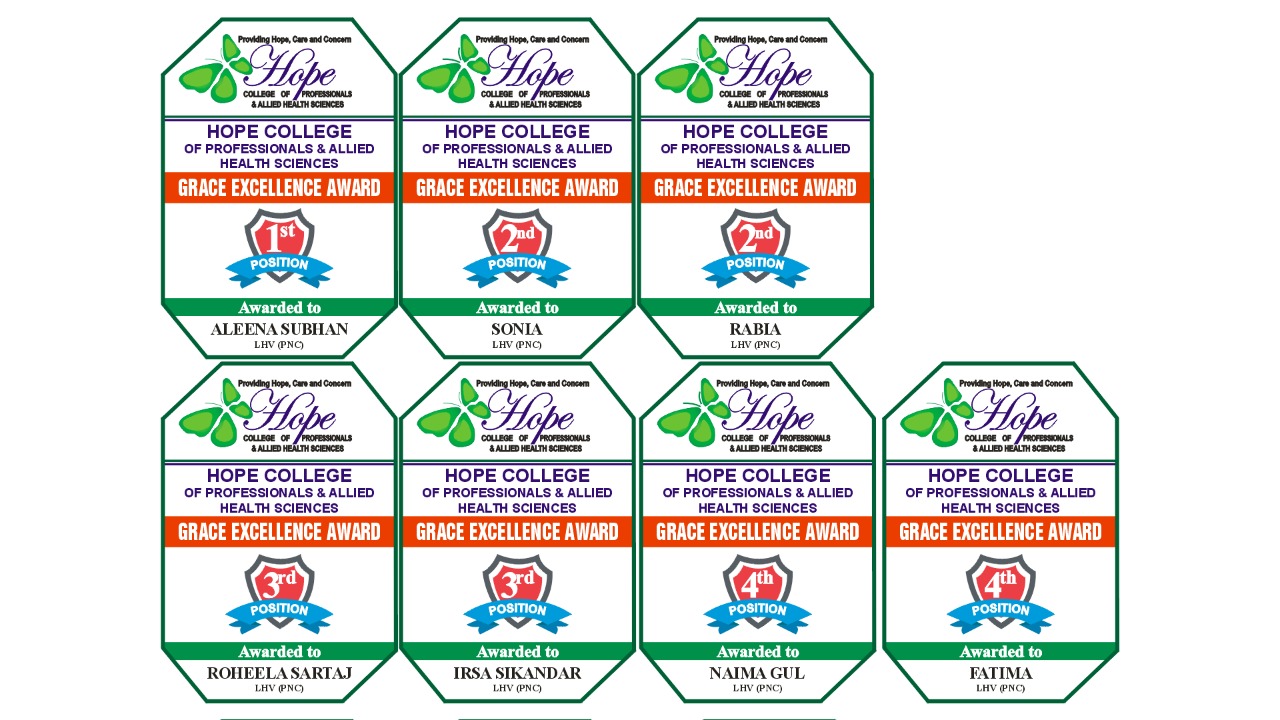 Providing Hope, Care and Concern
Hope
COLLEGE OF PROFESSIONALS
& ALLIED HEALTH SCIENCES
HOPE COLLEGE
OF PROFESSIONALS & ALLIED
HEALTH SCIENCES
GRACE EXCELLENCE AWARD
1st
POSITION
Awarded to
ALEENA SUBHAN
LHV (PNC)
Providing Hope, Care and Concern
Hope
COLLEGE OF PROFESSIONALS
& ALLIED HEALTH SCIENCES
HOPE COLLEGE
OF PROFESSIONALS & ALLIED
HEALTH SCIENCES
GRACE EXCELLENCE AWARD
2nd
POSITION
Awarded to
SONIA
LHV (PNC)
Providing Hope, Care and Concern
Hope
COLLEGE OF PROFESSIONALS
& ALLIED HEALTH SCIENCES
HOPE COLLEGE
OF PROFESSIONALS & ALLIED
HEALTH SCIENCES
GRACE EXCELLENCE AWARD
2nd
POSITION
Awarded to
RABIA
LHV (PNC)
Providing Hope, Care and Concern
Hope
COLLEGE OF PROFESSIONALS
& ALLIED HEALTH SCIENCES
HOPE COLLEGE
OF PROFESSIONALS & ALLIED
HEALTH SCIENCES
GRACE EXCELLENCE AWARD
3rd
POSITION
Awarded to
ROHEELA SARTAJ
LHV (PNC)
Providing Hope, Care and Concern
Hope
COLLEGE OF PROFESSIONALS
& ALLIED HEALTH SCIENCES
HOPE COLLEGE
OF PROFESSIONALS & ALLIED
HEALTH SCIENCES
GRACE EXCELLENCE AWARD
3rd
POSITION
Awarded to
IRSA SIKANDAR
LHV (PNC)
Providing Hope, Care and Concern
Hope
COLLEGE OF PROFESSIONALS
& ALLIED HEALTH SCIENCES
HOPE COLLEGE
OF PROFESSIONALS & ALLIED
HEALTH SCIENCES
GRACE EXCELLENCE AWARD
4th
POSITION
Awarded to
NAIMA GUL
LHV (PNC)
Providing Hope, Care and Concern
Hope
COLLEGE OF PROFESSIONALS
& ALLIED HEALTH SCIENCES
HOPE COLLEGE
OF PROFESSIONALS & ALLIED
HEALTH SCIENCES
GRACE EXCELLENCE AWARD
4th
POSITION
Awarded to
FATIMA
LHV (PNC)